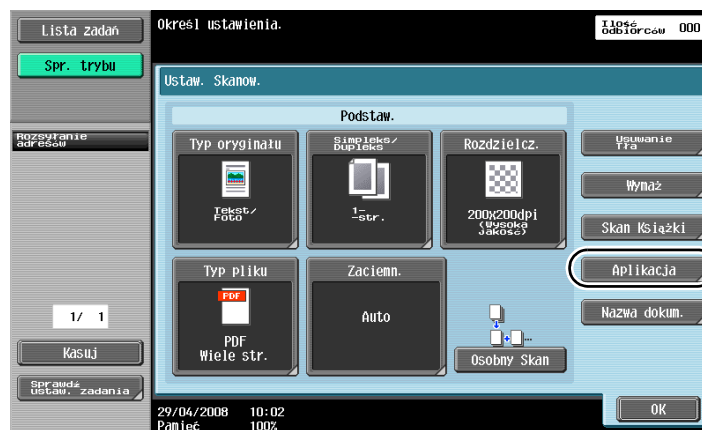 Lista zadań
Spr. trybu
Rozsyłanie
adresów
1/ 1
Kasuj
Sprawdź
ustaw. zadania
Określ ustawienia.
Ilość
odbiorców 000
Ustaw. Skanow.
Podstaw.
Typ oryginału
Tekst/
Foto
Simpleks/
Dupleks
1-
-str.
Rozdzielcz.
200X200dpi
(Wysoka
Jakość)
Typ pliku
PDF
PDF
Wiele str.
Zaciemn.
Auto
Osobny Skan
Usuwanie
Tła
Wymaż
Skan Książki
Aplikacja
Nazwa dokum.
OK
29/04/2008 10:02
Pamięć 100%